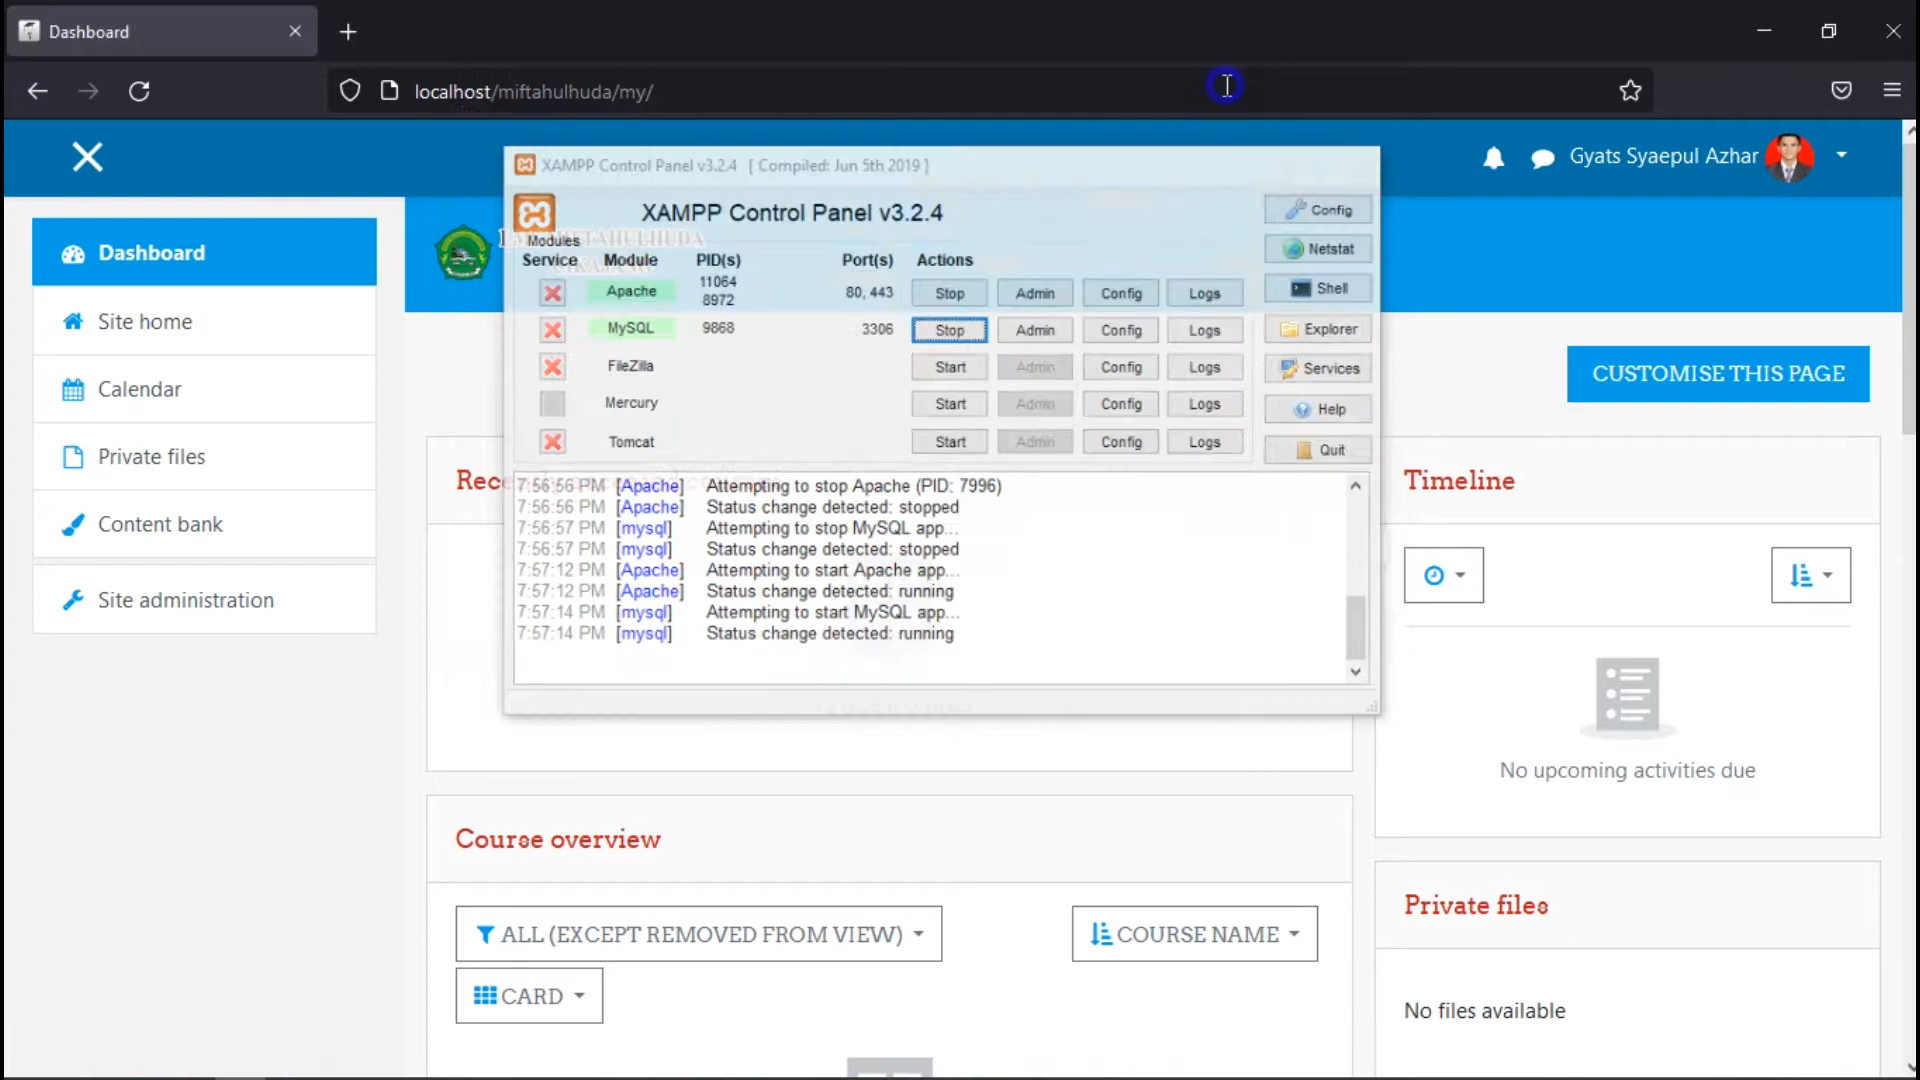 Dashboard
localhost/miftahulhuda/my/
Gyats Syaepul Azhar
XAMPP Control Panel v3.2.4 [ Compiled: Jun 5th 2019 ]
XAMPP Control Panel v3.2.4
Modules
Service Module PID(s) Port(s) Actions
Apache 11064 8972 80, 443 Stop Admin Config Logs
MySQL 9868 3306 Stop Admin Config Logs
FileZilla Start Admin Config Logs
Mercury Start Admin Config Logs
Tomcat Start Admin Config Logs
Config
Netstat
Shell
Explorer
Services
Help
Quit
7:56:56 PM [Apache] Attempting to stop Apache (PID: 7996)
7:56:56 PM [Apache] Status change detected: stopped
7:56:57 PM [mysql] Attempting to stop MySQL app...
7:56:57 PM [mysql] Status change detected: stopped
7:57:12 PM [Apache] Attempting to start Apache app...
7:57:12 PM [Apache] Status change detected: running
7:57:14 PM [mysql] Attempting to start MySQL app...
7:57:14 PM [mysql] Status change detected: running
Dashboard
Site home
Calendar
Private files
Content bank
Site administration
CUSTOMISE THIS PAGE
Timeline
No upcoming activities due
Course overview
ALL (EXCEPT REMOVED FROM VIEW)
COURSE NAME
CARD
Private files
No files available